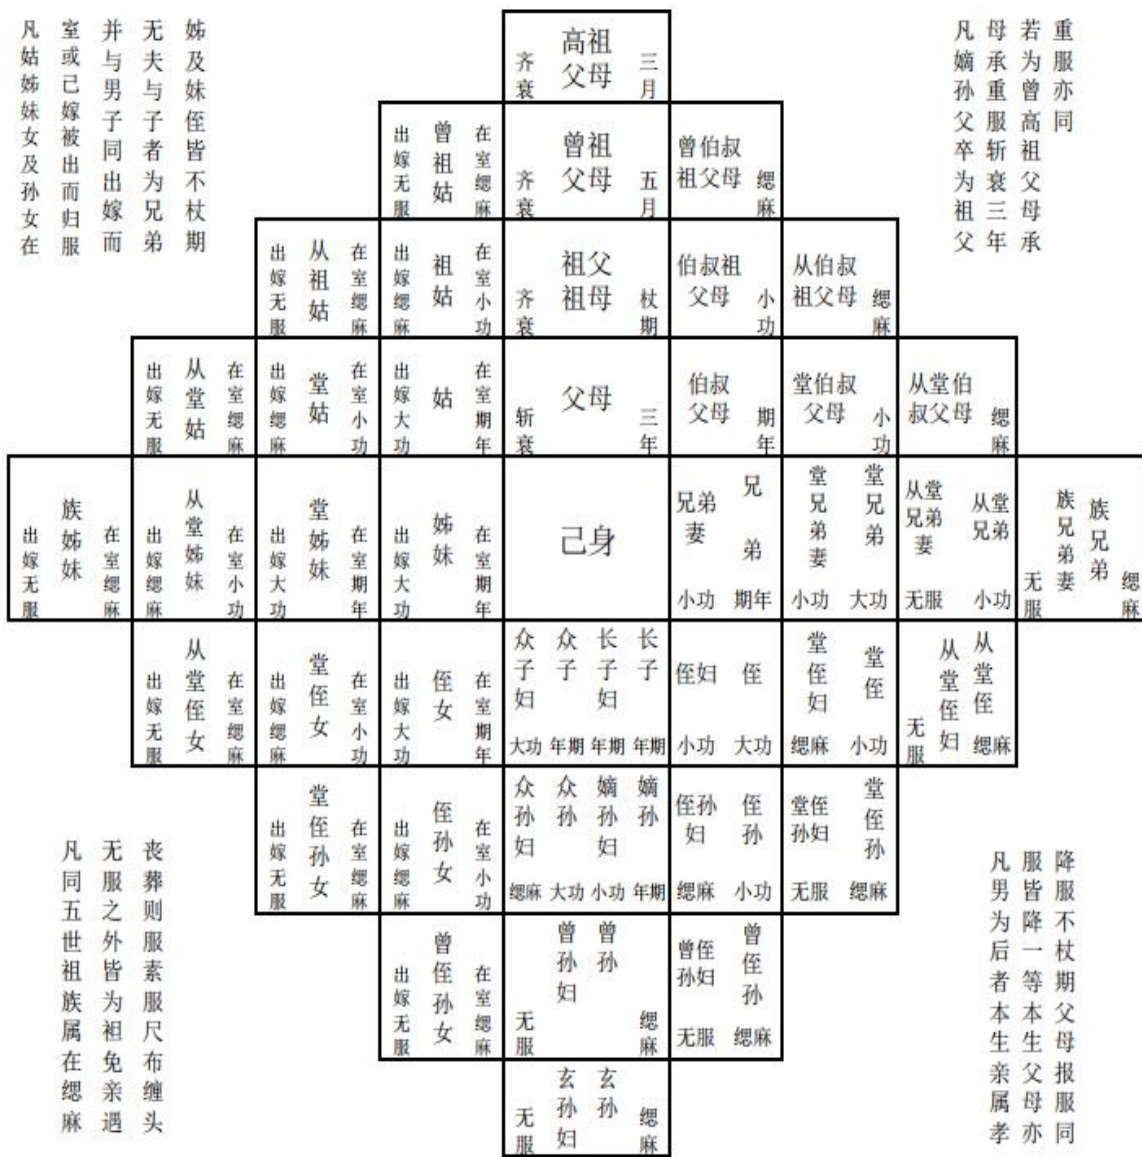 凡姑姊妹女及孙女在
室或己嫁被出而归服
并与男子同出嫁而
无夫与子者为兄弟
姊及妹侄皆不杖期
凡嫡孙父卒为祖父
母承重服斩衰三年
若为曾高祖父母承
重服亦同
齐衰
高祖
父母
三月
出嫁无服
曾祖姑
在室缌麻
齐衰
曾祖
父母
五月
曾伯叔
祖父母
缌麻
出嫁无服
从祖姑
在室缌麻
出嫁缌麻
祖姑
在室小功
齐衰
祖父
祖母
杖期
伯叔祖
父母
小功
从伯叔
祖父母
缌麻
出嫁无服
从堂姑
在室缌麻
出嫁缌麻
堂姑
在室小功
出嫁大功
姑
在室期年
斩衰
父母
三年
伯叔
父母
期年
堂伯叔
父母
小功
从堂伯
叔父母
缌麻
出嫁无服
族姊妹
在室缌麻
出嫁缌麻
从堂姊妹
在室小功
出嫁大功
堂姊妹
在室期年
出嫁大功
姊妹
在室期年
己身
兄弟妻
小功
兄弟
期年
堂兄弟妻
小功
堂兄弟
大功
从堂
兄弟
妻
无服
从堂
兄弟
小功
无服
族兄弟妻
族兄弟
缌麻
出嫁无服
从堂侄女
在室缌麻
出嫁缌麻
堂侄女
在室小功
出嫁大功
侄女
在室期年
众子妇
大功
众子
年期
长子妇
年期
长子
年期
侄妇
小功
侄
大功
堂侄妇
缌麻
堂侄
小功
无服
从堂侄妇
从堂侄
缌麻
出嫁无服
堂侄孙女
在室缌麻
出嫁缌麻
侄孙女
在室小功
众孙妇
缌麻
众孙
大功
嫡孙妇
小功
嫡孙
年期
侄孙
妇
缌麻
侄孙
小功
堂侄
孙妇
无服
堂侄孙
缌麻
出嫁无服
曾侄孙女
在室缌麻
无服
曾孙妇
曾孙
缌麻
曾侄
孙妇
无服
曾侄孙
缌麻
无服
玄孙妇
玄孙
缌麻
凡同五世祖族属在缌麻
无服之外皆为袒免亲遇
丧葬则服素服尺布缠头
凡男为后者本生亲属孝
服皆降一等本生父母亦
降服不杖期父母报服同